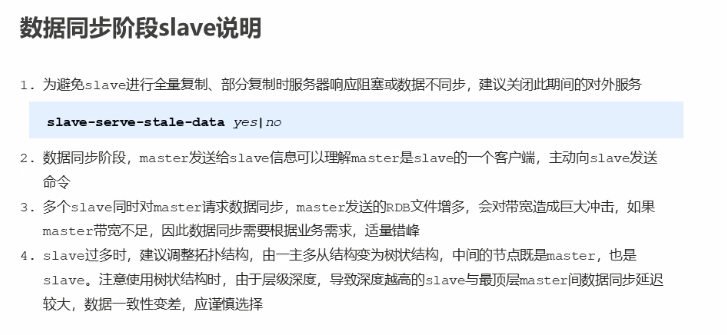 数据同步阶段slave说明
1. 为避免slave进行全量复制、部分复制时服务器响应阻塞或数据不同步，建议关闭此期间的对外服务
slave-serve-stale-data yes|no
2. 数据同步阶段，master发送给slave信息可以理解master是slave的一个客户端，主动向slave发送
命令
3. 多个slave同时对master请求数据同步，master发送的RDB文件增多，会对带宽造成巨大冲击，如果
master带宽不足，因此数据同步需要根据业务需求，适量错峰
4. slave过多时，建议调整拓扑结构，由一主多从结构变为树状结构，中间的节点既是master，也是
slave。注意使用树状结构时，由于层级深度，导致深度越高的slave与最顶层master间数据同步延迟
较大，数据一致性变差，应谨慎选择